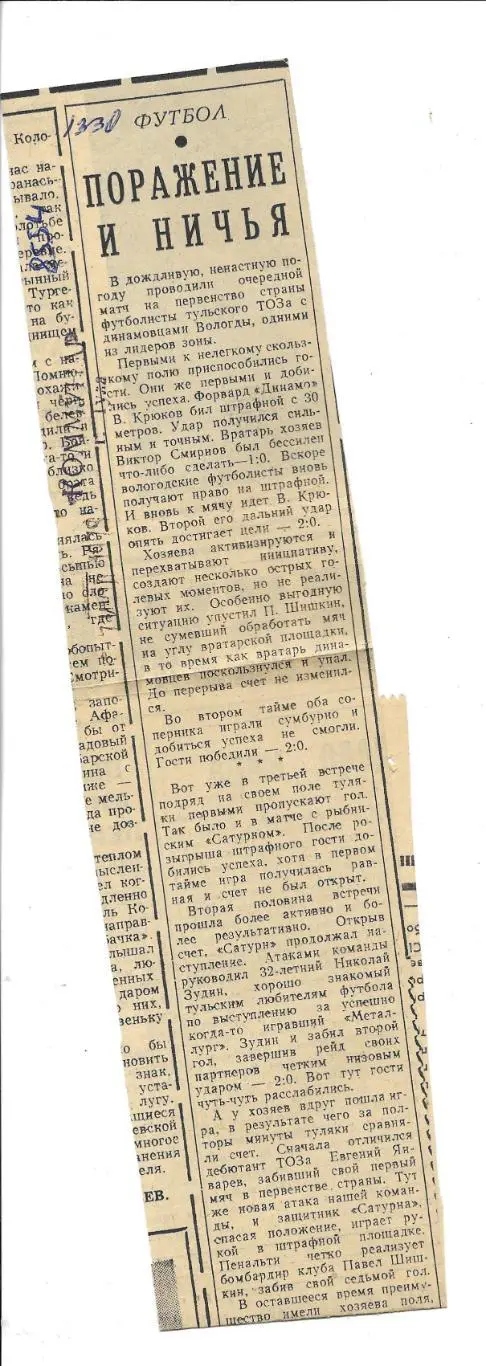 1330
ФУТБОЛ
ПОРАЖЕНИЕ
И НИЧЬЯ
В дождливую, ненастную по-
году проводили очередной
матч на первенство страны
футболисты тульского ТОЗа с
динамовцами Вологды, одними
из лидеров зоны.
Первыми к нелегкому скольз-
кому полю приспособились го-
сти. Они же первыми и доби-
лись успеха. Форвард «Динамо»
В. Крюков бил штрафной с 30
метров. Удар получился силь-
ным и точным. Вратарь хозяев
Виктор Смирнов был бессилен
что-либо сделать—1:0. Вскоре
вологодские футболисты вновь
получают право на штрафной.
И вновь к мячу идет В. Крю-
ков. Второй его дальний удар
опять достигает цели — 2:0.
Хозяева активизируются и
перехватывают инициативу,
создают несколько острых го-
левых моментов, но не реали-
зуют их. Особенно выгодную
ситуацию упустил П. Шишкин,
не сумевший обработать мяч
на углу вратарской площадки,
в то время как вратарь дина-
мовцев поскользнулся и упал.
До перерыва счет не изменил-
ся.
Во втором тайме оба со-
перника играли сумбурно и
добиться успеха не смогли.
Гости победили — 2:0.
* * *
Вот уже в третьей встрече
подряд на своем поле туля-
ки первыми пропускают гол.
Так было и в матче с рыбин-
ским «Сатурном». После ро-
зыгрыша штрафного гости до-
бились успеха, хотя в первом
тайме игра получилась рав-
ная и счет не был открыт.
Вторая половина встречи
прошла более активно и бо-
лее результативно. Открыв
счет, «Сатурн» продолжал на-
ступление. Атаками команды
руководил 32-летний Николай
Зудин, хорошо знакомый
тульским любителям футбола
по выступлению за успешно
когда-то игравший «Метал-
лург». Зудин и забил второй
гол, завершив рейд своих
партнеров четким низовым
ударом — 2:0. Вот тут гости
чуть-чуть расслабились.
А у хозяев вдруг пошла иг-
ра, в результате чего за пол-
торы минуты туляки сравня-
ли счет. Сначала отличился
дебютант ТОЗа Евгений Ян-
варев, забивший свой первый
мяч в первенстве страны. Тут
же новая атака нашей коман-
ды, и защитник «Сатурна»,
спасая положение, играет ру-
кой в штрафной площадке.
Пенальти четко реализует
бомбардир клуба Павел Шиш-
кин, забив свой седьмой гол.
В оставшееся время преиму-
щество имели хозяева поля,